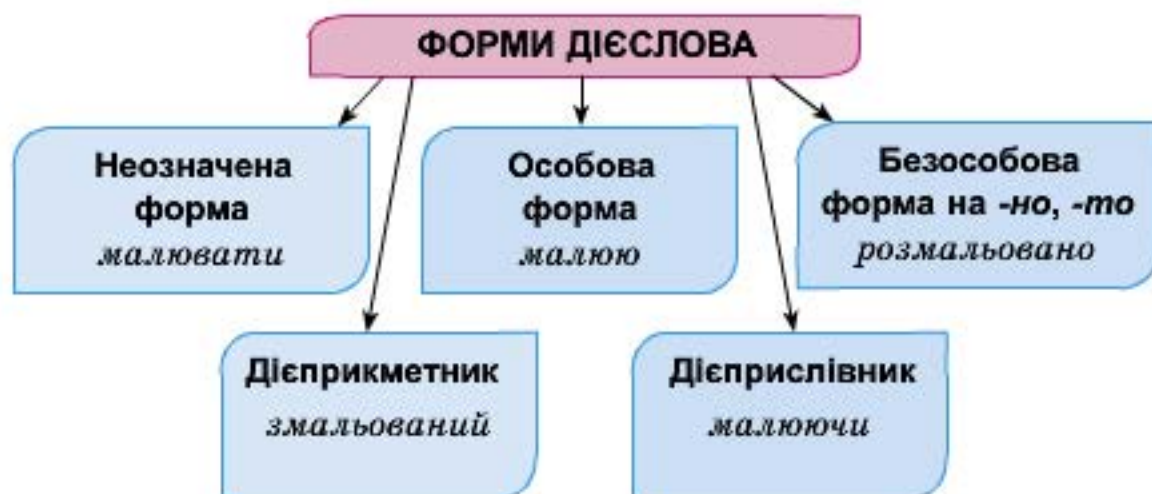 ФОРМИ ДІЄСЛОВА
Неозначена
форма
малювати
Особова
форма
малюю
Безособова
форма на -но, -то
розмальовано
Дієприкметник
змальований
Дієприслівник
малюючи